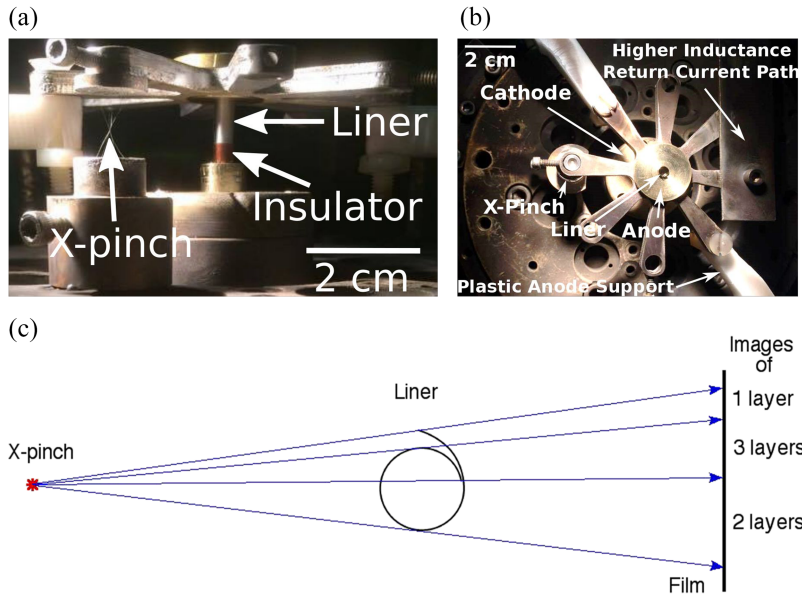 (a)
Liner
Insulator
X-pinch
2 cm
(b)
2 cm
Higher Inductance
Return Current Path
Cathode
X-Pinch
Liner
Anode
Plastic Anode Support
(c)
Images
of
Liner
1 layer
X-pinch
3 layers
2 layers
Film